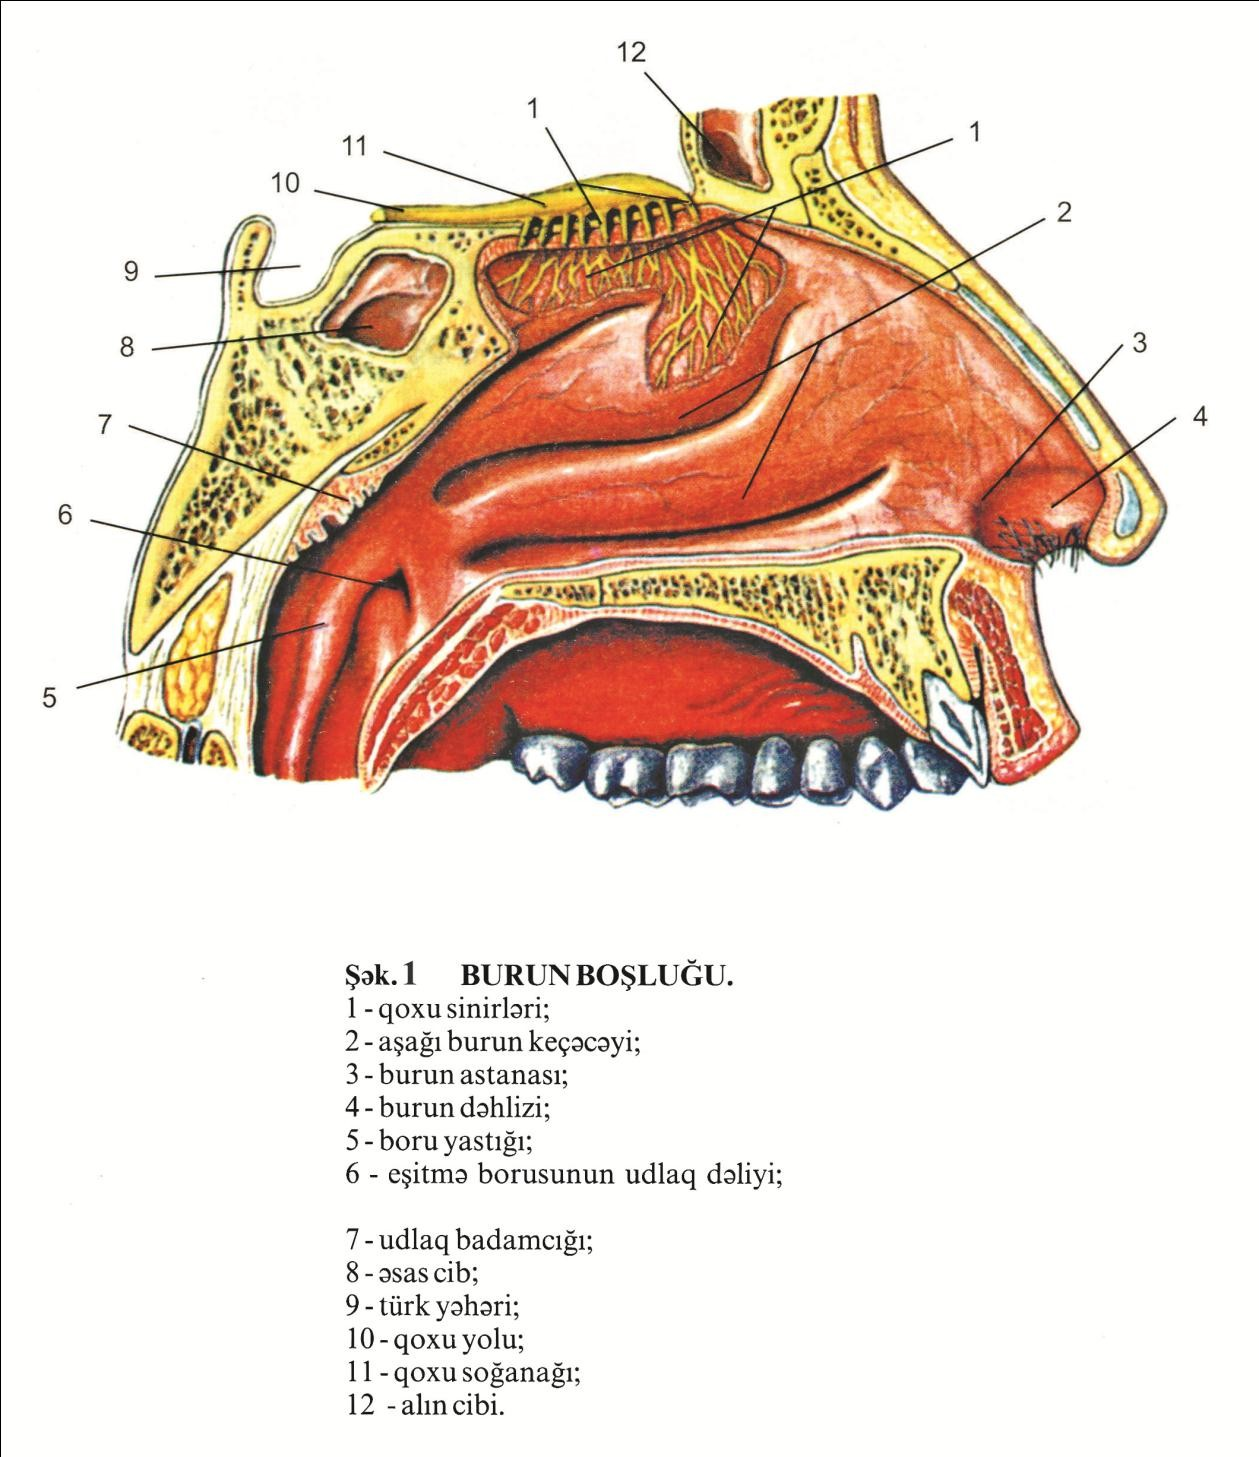 12
1
1
11
10
2
9
8
3
4
7
6
5
Şək. 1 BURUN BOŞLUĞU.
1 - qoxu sinirləri;
2 - aşağı burun keçəcəyi;
3 - burun astanası;
4 - burun dəhlizi;
5 - boru yastığı;
6 - eşitmə borusunun udlaq dəliyi;
7 - udlaq badamcığı;
8 - əsas cib;
9 - türk yəhəri;
10 - qoxu yolu;
11 - qoxu soğanağı;
12 - alın cibi.